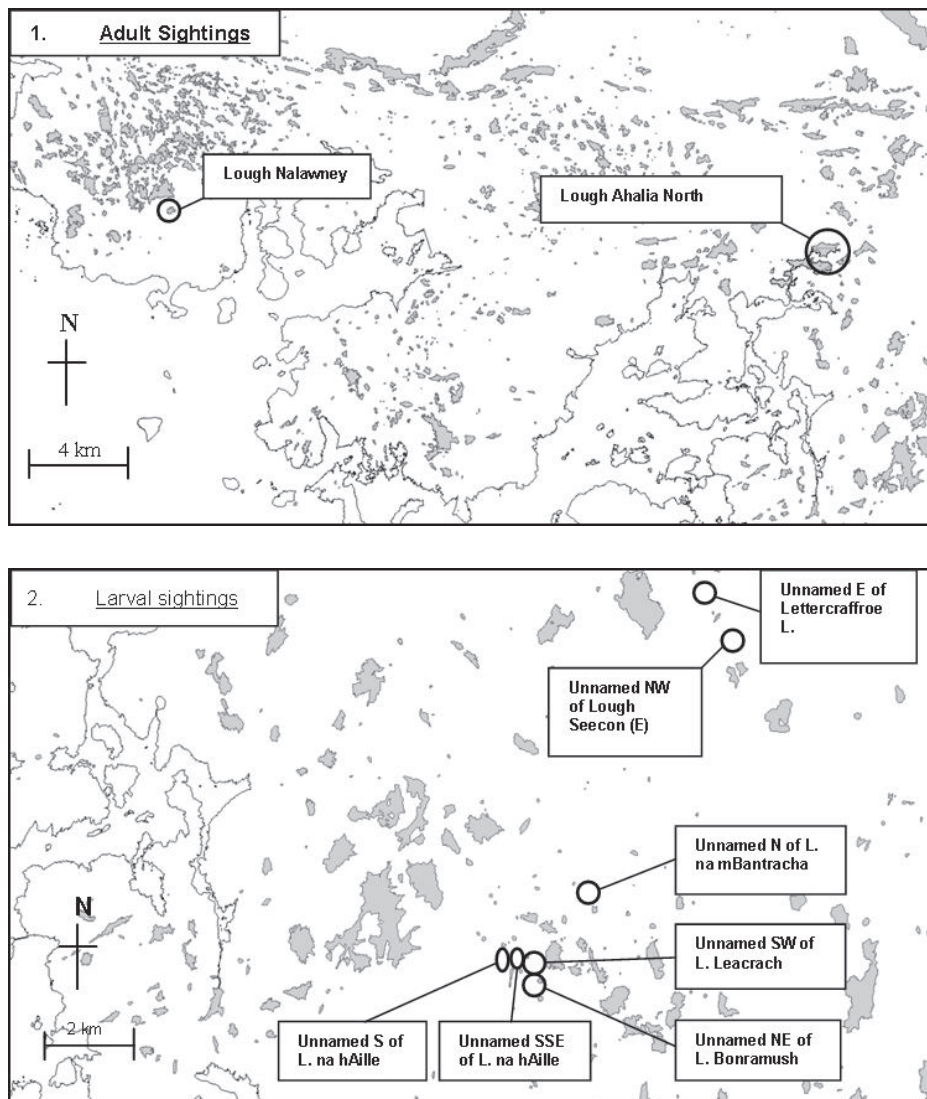 1. Adult Sightings
Lough Nalawney
Lough Ahalia North
N
4 km
2. Larval sightings
Unnamed E of
Lettercraffroe
L.
Unnamed NW
of Lough
Seecon (E)
Unnamed N of L.
na mBantracha
N
Unnamed SW of
L. Leacrach
2 km
Unnamed S of
L. na hAille
Unnamed SSE
of L. na hAille
Unnamed NE of
L. Bonramush